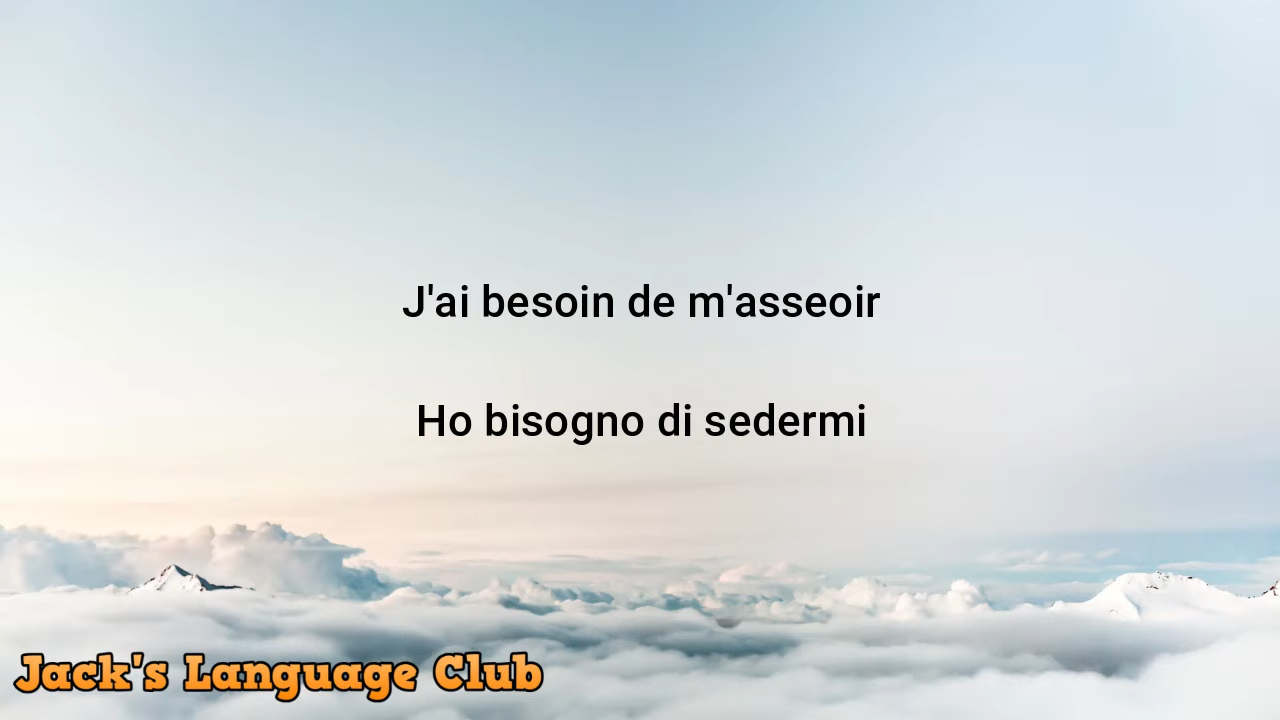 J'ai besoin de m'asseoir
Ho bisogno di sedermi
Jack's Language Club